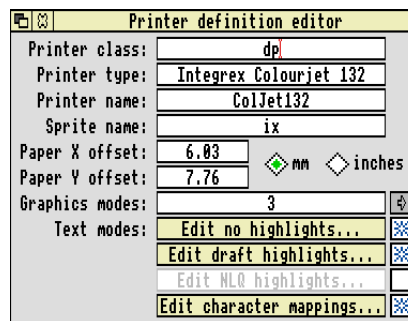 Printer definition editor
Printer class: dp
Printer type: Integrex Colourjet 132
Printer name: ColJet132
Sprite name: ix
Paper X offset: 6.03
mm inches
Paper Y offset: 7.76
Graphics modes: 3
Text modes: Edit no highlights...
Edit draft highlights...
Edit NLQ highlights...
Edit character mappings...